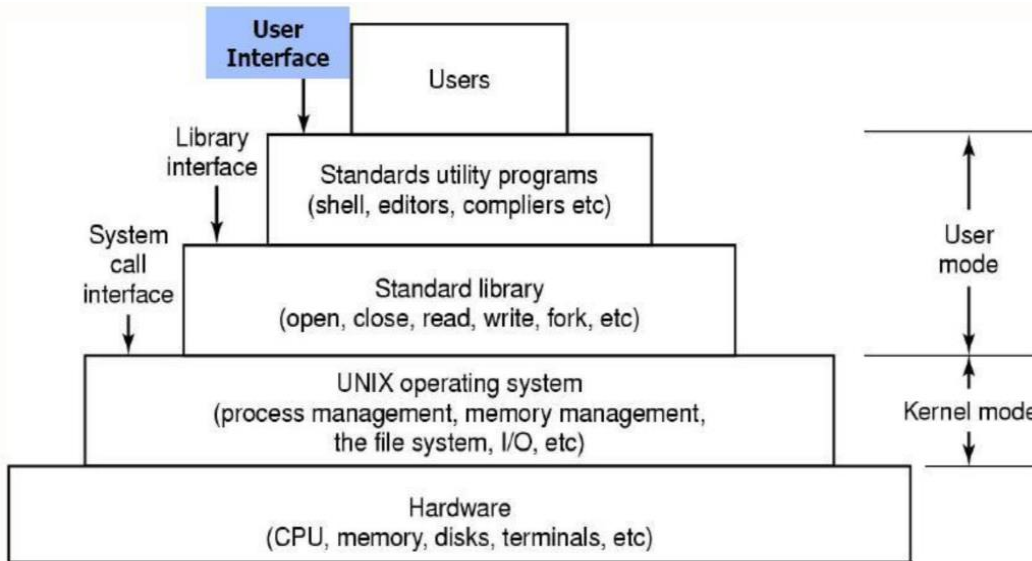 User
Interface
Users
Library
interface
Standards utility programs
(shell, editors, compliers etc)
System
call
interface
Standard library
(open, close, read, write, fork, etc)
User
mode
UNIX operating system
(process management, memory management,
the file system, I/O, etc)
Kernel mode
Hardware
(CPU, memory, disks, terminals, etc)